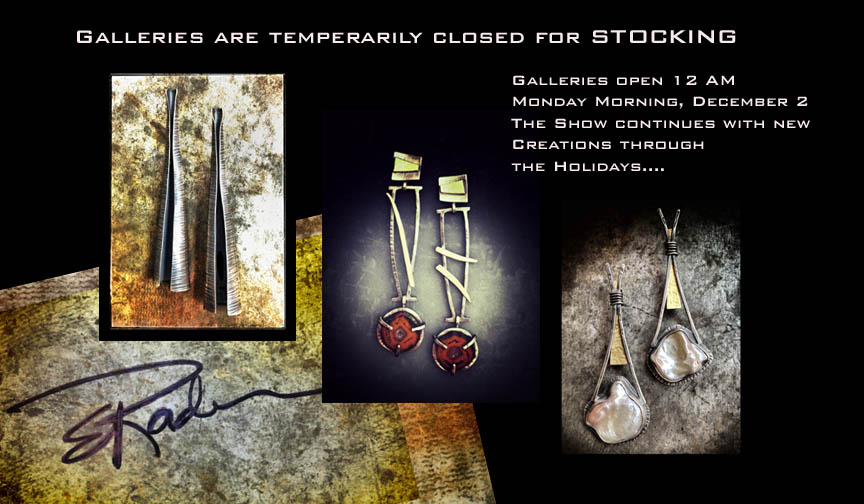 Galleries are temperarily closed for STOCKING
Galleries open 12 AM
Monday Morning, December 2
The Show continues with new
Creations through
the Holidays....